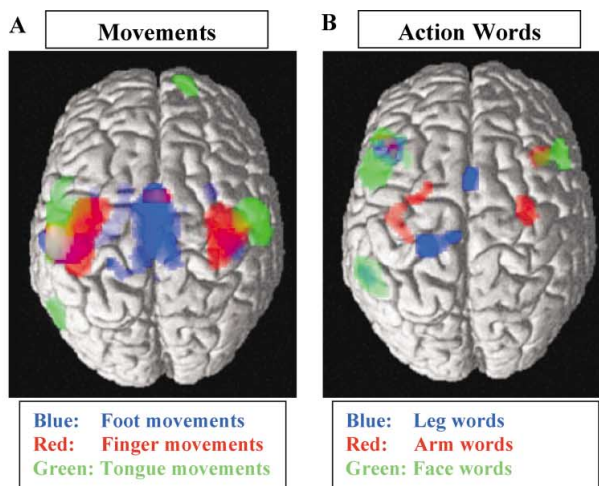 A
Movements
Blue: Foot movements
Red: Finger movements
Green: Tongue movements
B
Action Words
Blue: Leg words
Red: Arm words
Green: Face words